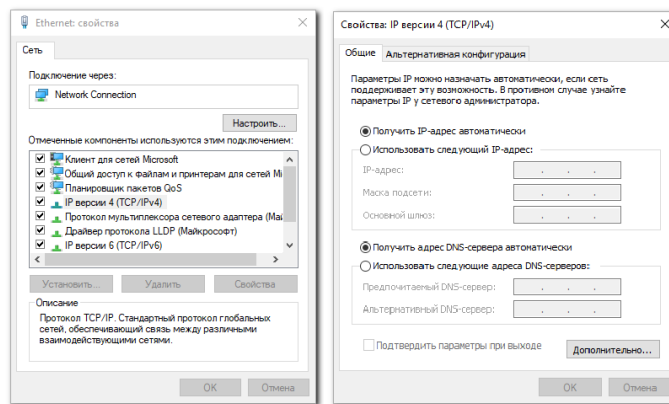 Ethernet: свойства
Сеть
Подключение через:
Network Connection
Настроить...
Отмеченные компоненты используются этим подключением:
Клиент для сетей Microsoft
Общий доступ к файлам и принтерам для сетей Mi
Планировщик пакетов QoS
IP версии 4 (TCP/IPv4)
Протокол мультиплексора сетевого адаптера (Май
Драйвер протокола LLDP (Майкрософт)
IP версии 6 (TCP/IPv6)
Установить...
Удалить
Свойства
Описание
Протокол TCP/IP. Стандартный протокол глобальных
сетей, обеспечивающий связь между различными
взаимодействующими сетями.
OK
Отмена
Свойства: IP версии 4 (TCP/IPv4)
Общие
Альтернативная конфигурация
Параметры IP можно назначать автоматически, если сеть
поддерживает эту возможность. В противном случае узнайте
параметры IP у сетевого администратора.
Получить IP-адрес автоматически
Использовать следующий IP-адрес:
IP-адрес:
Маска подсети:
Основной шлюз:
Получить адрес DNS-сервера автоматически
Использовать следующие адреса DNS-серверов:
Предпочитаемый DNS-сервер:
Альтернативный DNS-сервер:
Подтвердить параметры при выходе
Дополнительно...
OK
Отмена